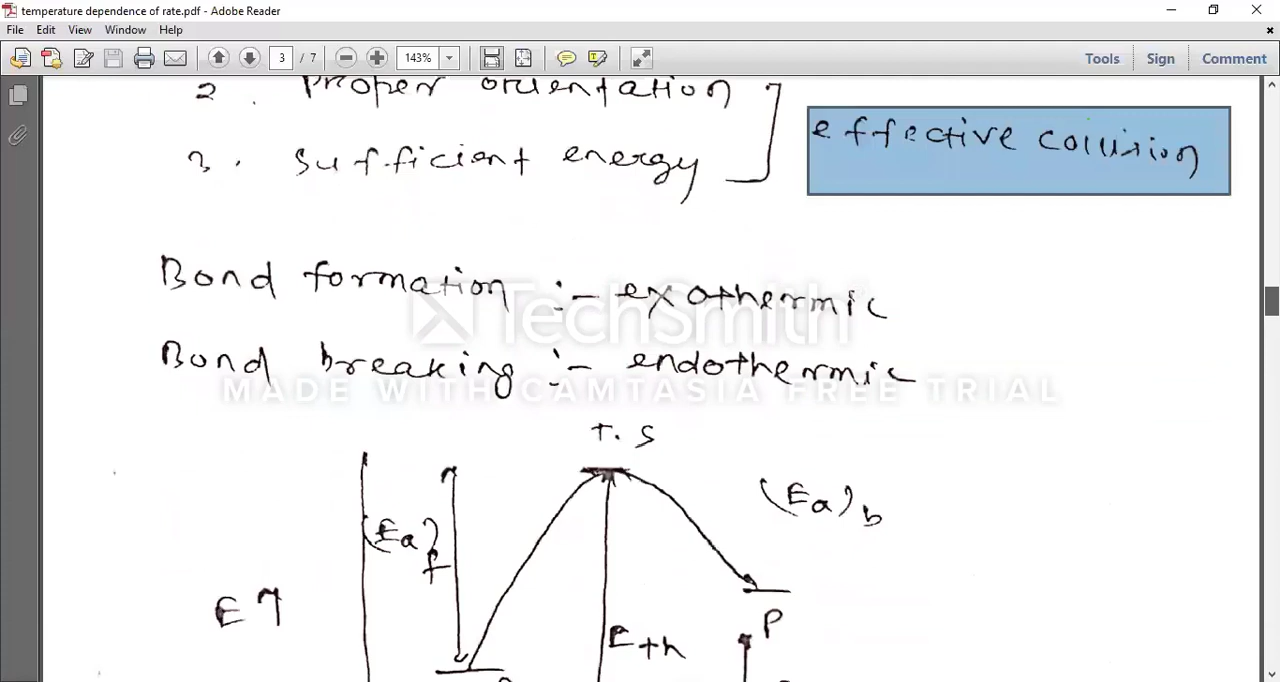 temperature dependence of rate.pdf - Adobe Reader
File Edit View Window Help
3 / 7 143% Tools Sign Comment
2. Proper orientation
effective collision
3. Sufficient energy
Bond formation :- exothermic
TechSmith
Bond breaking :- endothermic
MADE WITH CAMTASIA FREE TRIAL
T.S
(Ea)b
(Ea)f
E↑
P
Eth